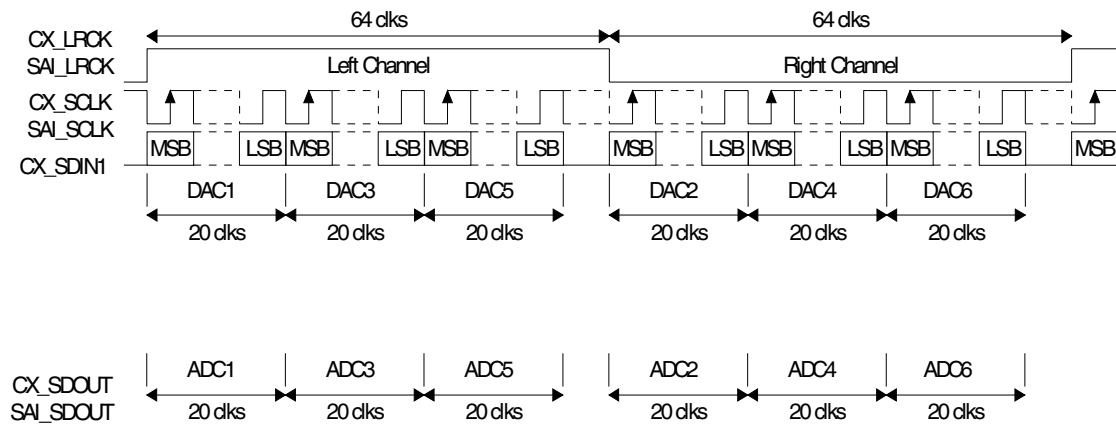 64 clks 64 clks
CX_LRCK
SAI_LRCK Left Channel Right Channel
CX_SCLK
SAI_SCLK
MSB LSB MSB LSB MSB LSB MSB LSB MSB LSB MSB LSB MSB
CX_SDIN1
DAC1 DAC3 DAC5 DAC2 DAC4 DAC6
20 clks 20 clks 20 clks 20 clks 20 clks 20 clks
ADC1 ADC3 ADC5 ADC2 ADC4 ADC6
CX_SDOUT
SAI_SDOUT 20 clks 20 clks 20 clks 20 clks 20 clks 20 clks